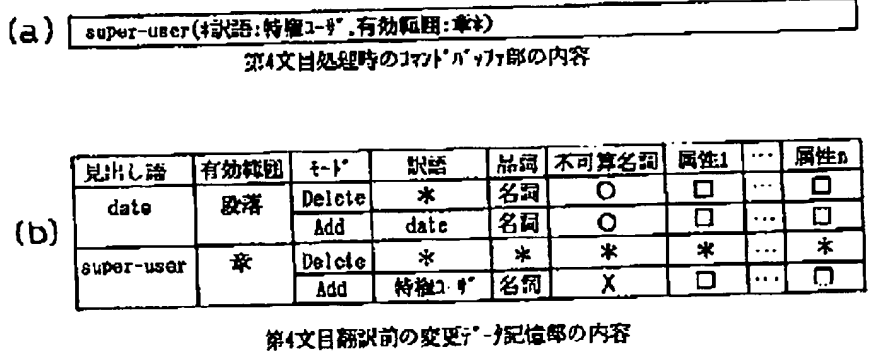 (a) super-user(*訳語:特権ユーザ,有効範囲:章*)
第4文目処理時のコマンドバッファ部の内容
(b)
見出し語 有効範囲 モード 訳語 品詞 不可算名詞 属性1 … 属性n
date 段落 Delete * 名詞 ○ □ … □
Add date 名詞 ○ □ … □
super-user 章 Delete * * * * … *
Add 特権ユーザ 名詞 X □ … □
第4文目翻訳前の変更データ記憶部の内容